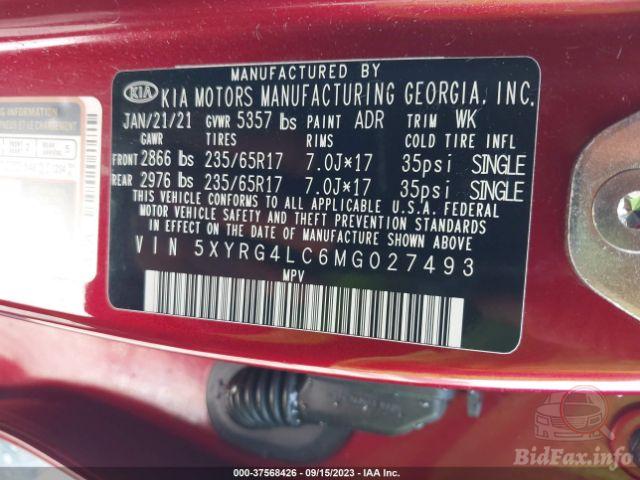 MANUFACTURED BY
KIA KIA MOTORS MANUFACTURING GEORGIA, INC.
JAN/21/21 GVWR 5357 lbs PAINT ADR TRIM WK
GAWR TIRES RIMS COLD TIRE INFL
FRONT 2866 lbs 235/65R17 7.0J*17 35psi SINGLE
REAR 2976 lbs 235/65R17 7.0J*17 35psi SINGLE
THIS VEHICLE CONFORMS TO ALL APPLICABLE U.S.A. FEDERAL
MOTOR VEHICLE SAFETY AND THEFT PREVENTION STANDARDS
IN EFFECT ON THE DATE OF MANUFACTURE SHOWN ABOVE
VIN 5XYRG4LC6MG027493
MPV
NG INFORMATION
000-37568426 - 09/15/2023 - IAA Inc.
BidFax.info